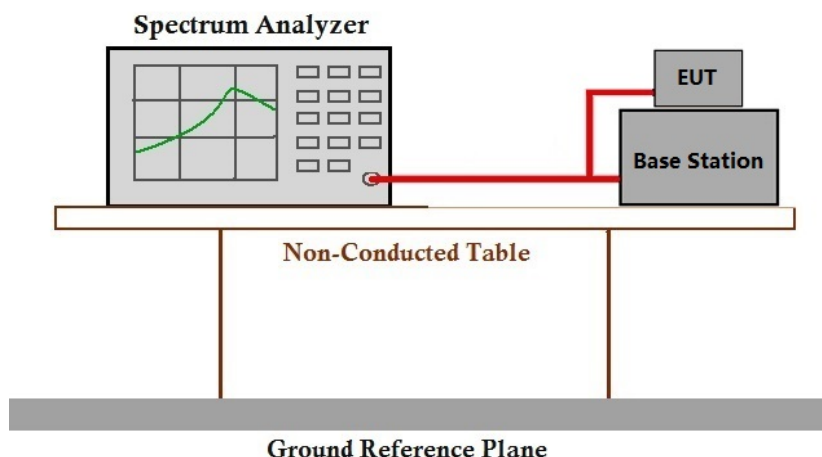 Spectrum Analyzer
EUT
Base Station
Non-Conducted Table
Ground Reference Plane